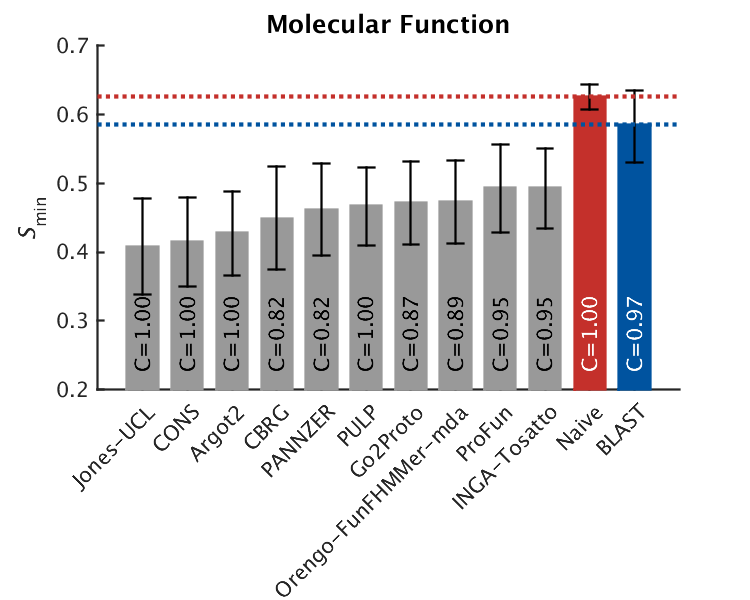 Molecular Function
0.7
0.6
0.5
0.4
0.3
0.2
Smin
C=1.00
C=1.00
C=1.00
C=0.82
C=0.82
C=1.00
C=0.87
C=0.89
C=0.95
C=0.95
C=1.00
C=0.97
Jones-UCL
CONS
Argot2
CBRG
PANNZER
PULP
Go2Proto
Orengo-FunFHMMer-mda
ProFun
INGA-Tosatto
Naive
BLAST